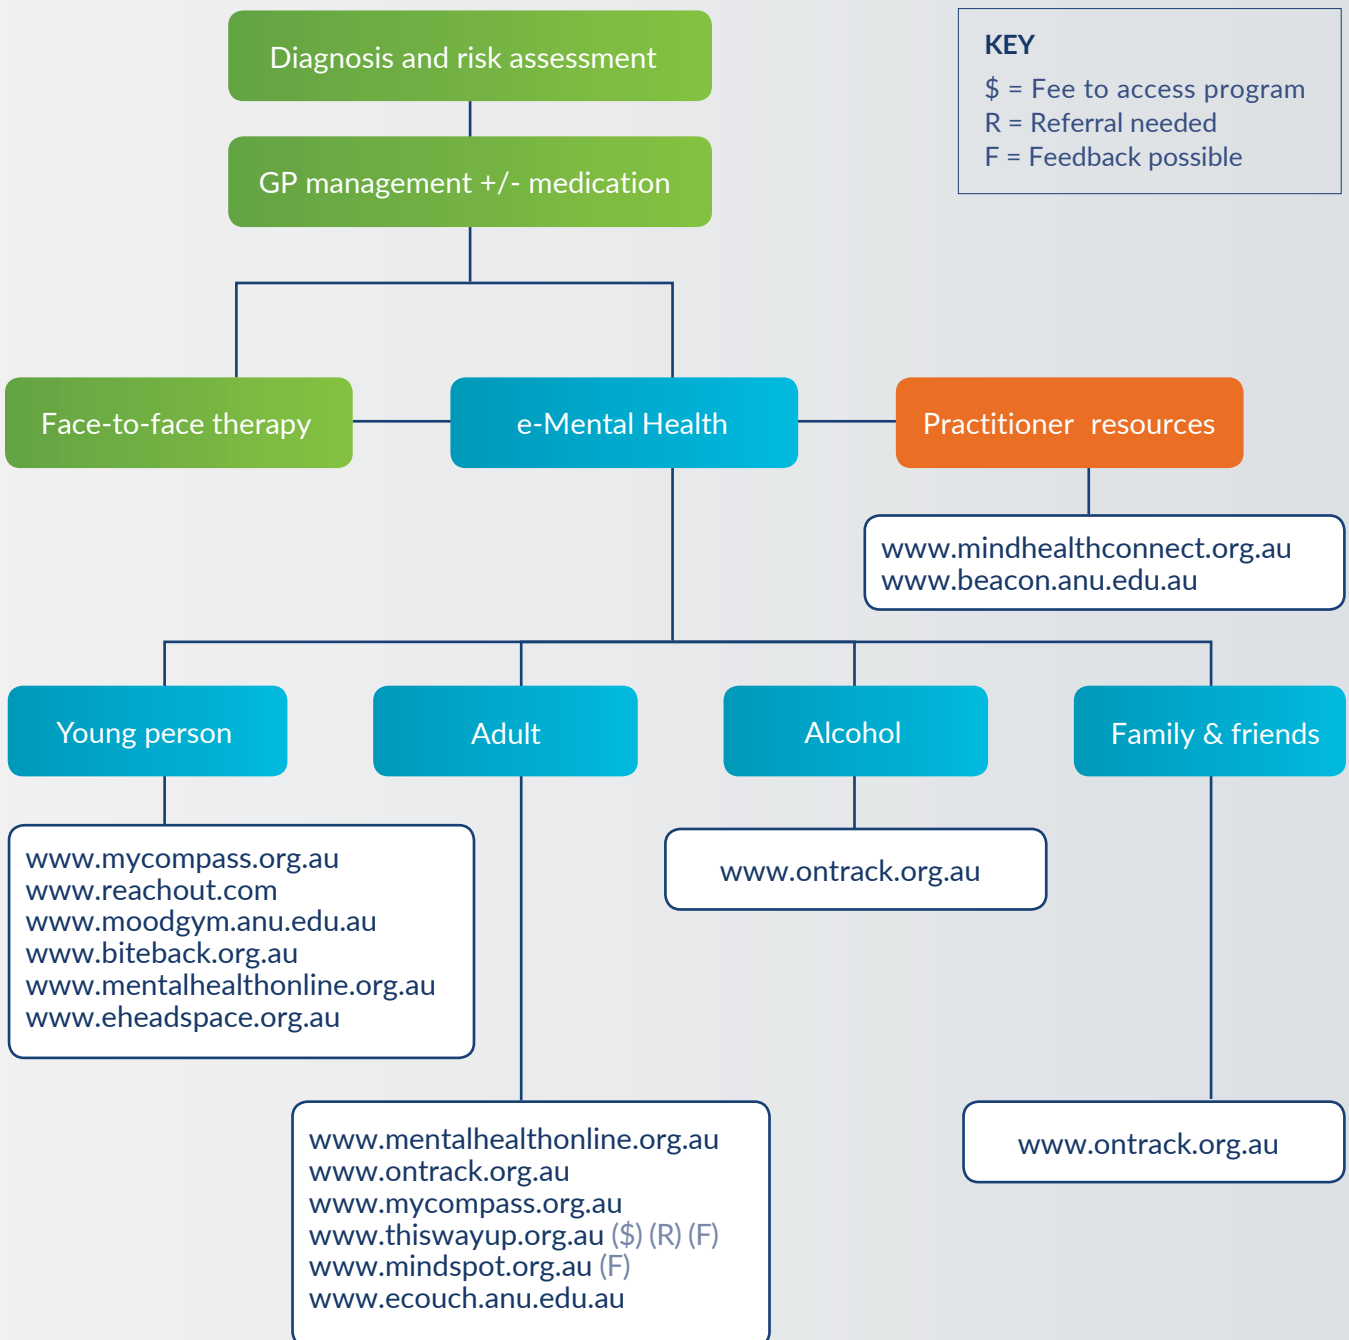 Diagnosis and risk assessment
KEY
$ = Fee to access program
R = Referral needed
F = Feedback possible
GP management +/- medication
Face-to-face therapy
e-Mental Health
Practitioner resources
www.mindhealthconnect.org.au
www.beacon.anu.edu.au
Young person
Adult
Alcohol
Family & friends
www.mycompass.org.au
www.reachout.com
www.moodgym.anu.edu.au
www.biteback.org.au
www.mentalhealthonline.org.au
www.eheadspace.org.au
www.ontrack.org.au
www.mentalhealthonline.org.au
www.ontrack.org.au
www.mycompass.org.au
www.thiswayup.org.au ($) (R) (F)
www.mindspot.org.au (F)
www.ecouch.anu.edu.au
www.ontrack.org.au